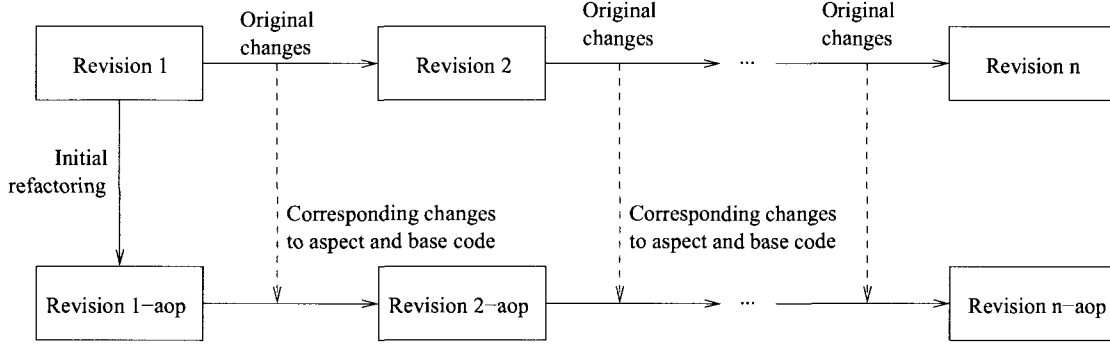 Original
changes
Original
changes
Original
changes
Revision 1
Revision 2
...
Revision n
Initial
refactoring
Corresponding changes
to aspect and base code
Corresponding changes
to aspect and base code
Revision 1−aop
Revision 2−aop
...
Revision n−aop